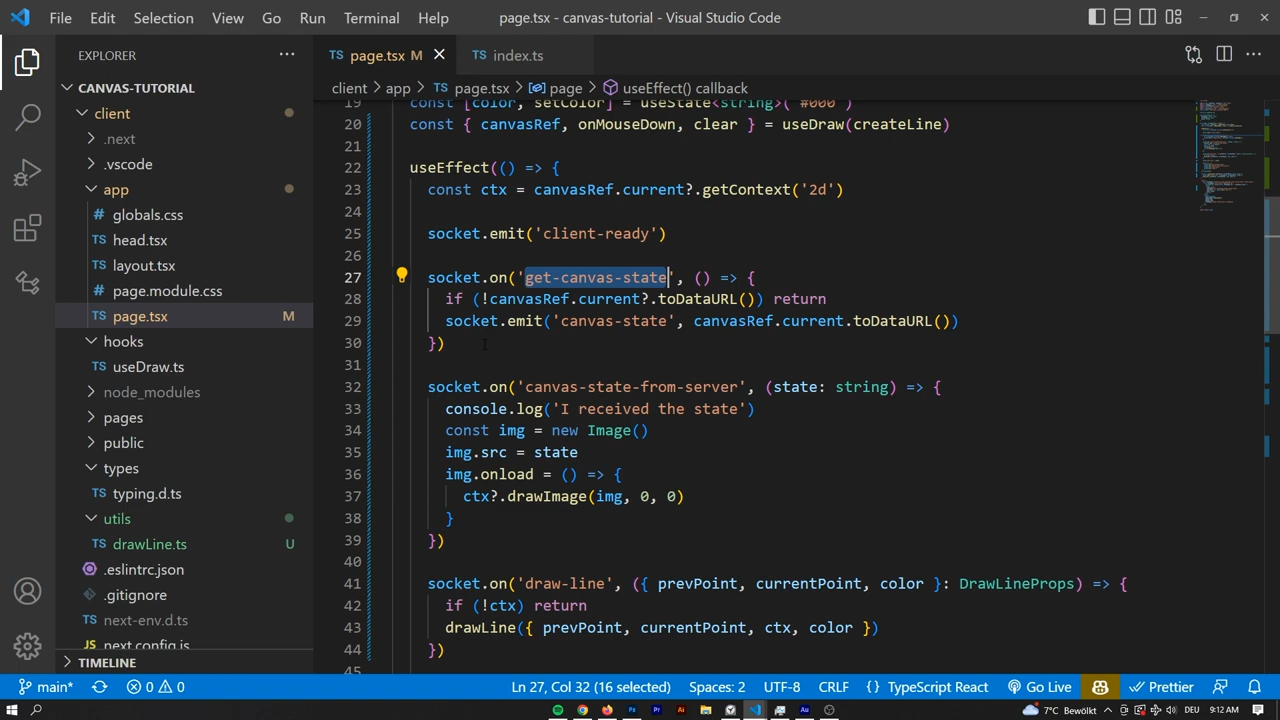 File Edit Selection View Go Run Terminal Help page.tsx - canvas-tutorial - Visual Studio Code
EXPLORER
TS page.tsx M
TS index.ts
CANVAS-TUTORIAL
client > app > TS page.tsx > page > useEffect() callback
client
.next
.vscode
app
# globals.css
TS head.tsx
TS layout.tsx
# page.module.css
TS page.tsx M
hooks
TS useDraw.ts
node_modules
pages
public
types
TS typing.d.ts
utils
TS drawLine.ts U
.eslintrc.json
.gitignore
TS next-env.d.ts
JS next.config.js
TIMELINE
19 const [color, setColor] = useState<string>('#000')
20 const { canvasRef, onMouseDown, clear } = useDraw(createLine)
21
22 useEffect(() => {
23 const ctx = canvasRef.current?.getContext('2d')
24
25 socket.emit('client-ready')
26
27 socket.on('get-canvas-state', () => {
28 if (!canvasRef.current?.toDataURL()) return
29 socket.emit('canvas-state', canvasRef.current.toDataURL())
30 })
31
32 socket.on('canvas-state-from-server', (state: string) => {
33 console.log('I received the state')
34 const img = new Image()
35 img.src = state
36 img.onload = () => {
37 ctx?.drawImage(img, 0, 0)
38 }
39 })
40
41 socket.on('draw-line', ({ prevPoint, currentPoint, color }: DrawLineProps) => {
42 if (!ctx) return
43 drawLine({ prevPoint, currentPoint, ctx, color })
44 })
45
main* 0 0 Ln 27, Col 32 (16 selected) Spaces: 2 UTF-8 CRLF {} TypeScript React Go Live Prettier
7°C Bewölkt DEU 9:12 AM